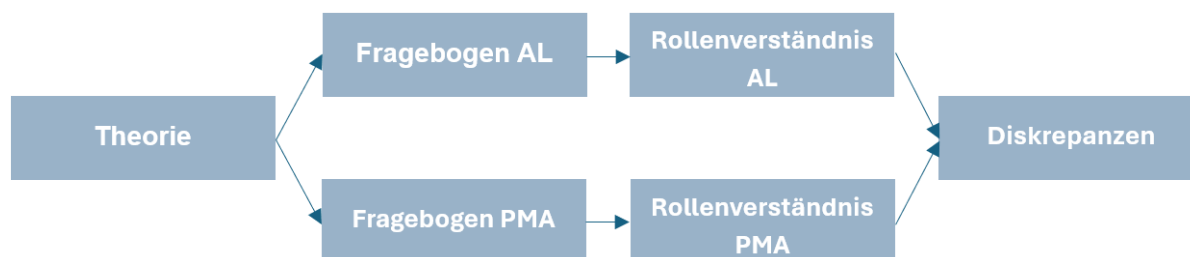 Theorie
Fragebogen AL
Rollenverständnis
AL
Fragebogen PMA
Rollenverständnis
PMA
Diskrepanzen